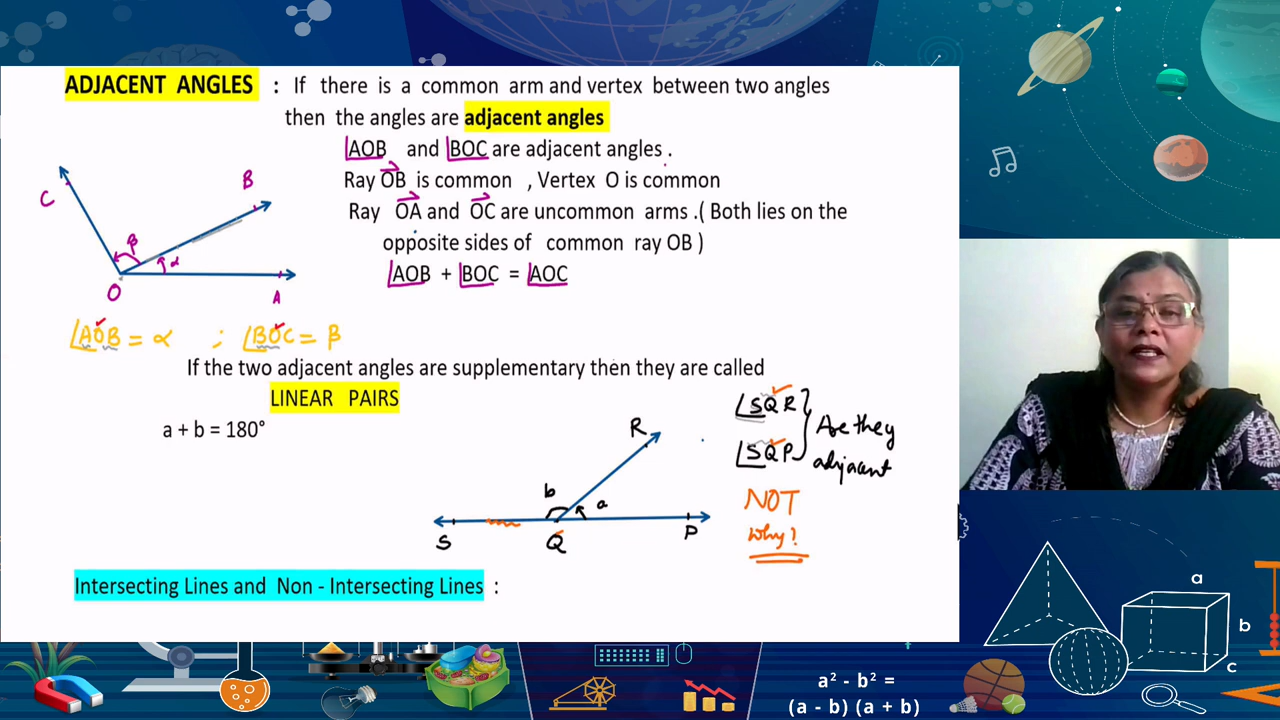 ADJACENT ANGLES : If there is a common arm and vertex between two angles
then the angles are adjacent angles
∠AOB and ∠BOC are adjacent angles .
Ray OB is common , Vertex O is common
Ray OA and OC are uncommon arms .( Both lies on the
opposite sides of common ray OB )
∠AOB + ∠BOC = ∠AOC
C
B
β
α
O
A
∠AOB = α ; ∠BOC = β
If the two adjacent angles are supplementary then they are called
LINEAR PAIRS
a + b = 180°
R
b
a
S
Q
P
∠SQR
∠SQP
Are they
adjacent
NOT
Why?
Intersecting Lines and Non - Intersecting Lines :
a
b
c
a² - b² =
(a - b) (a + b)